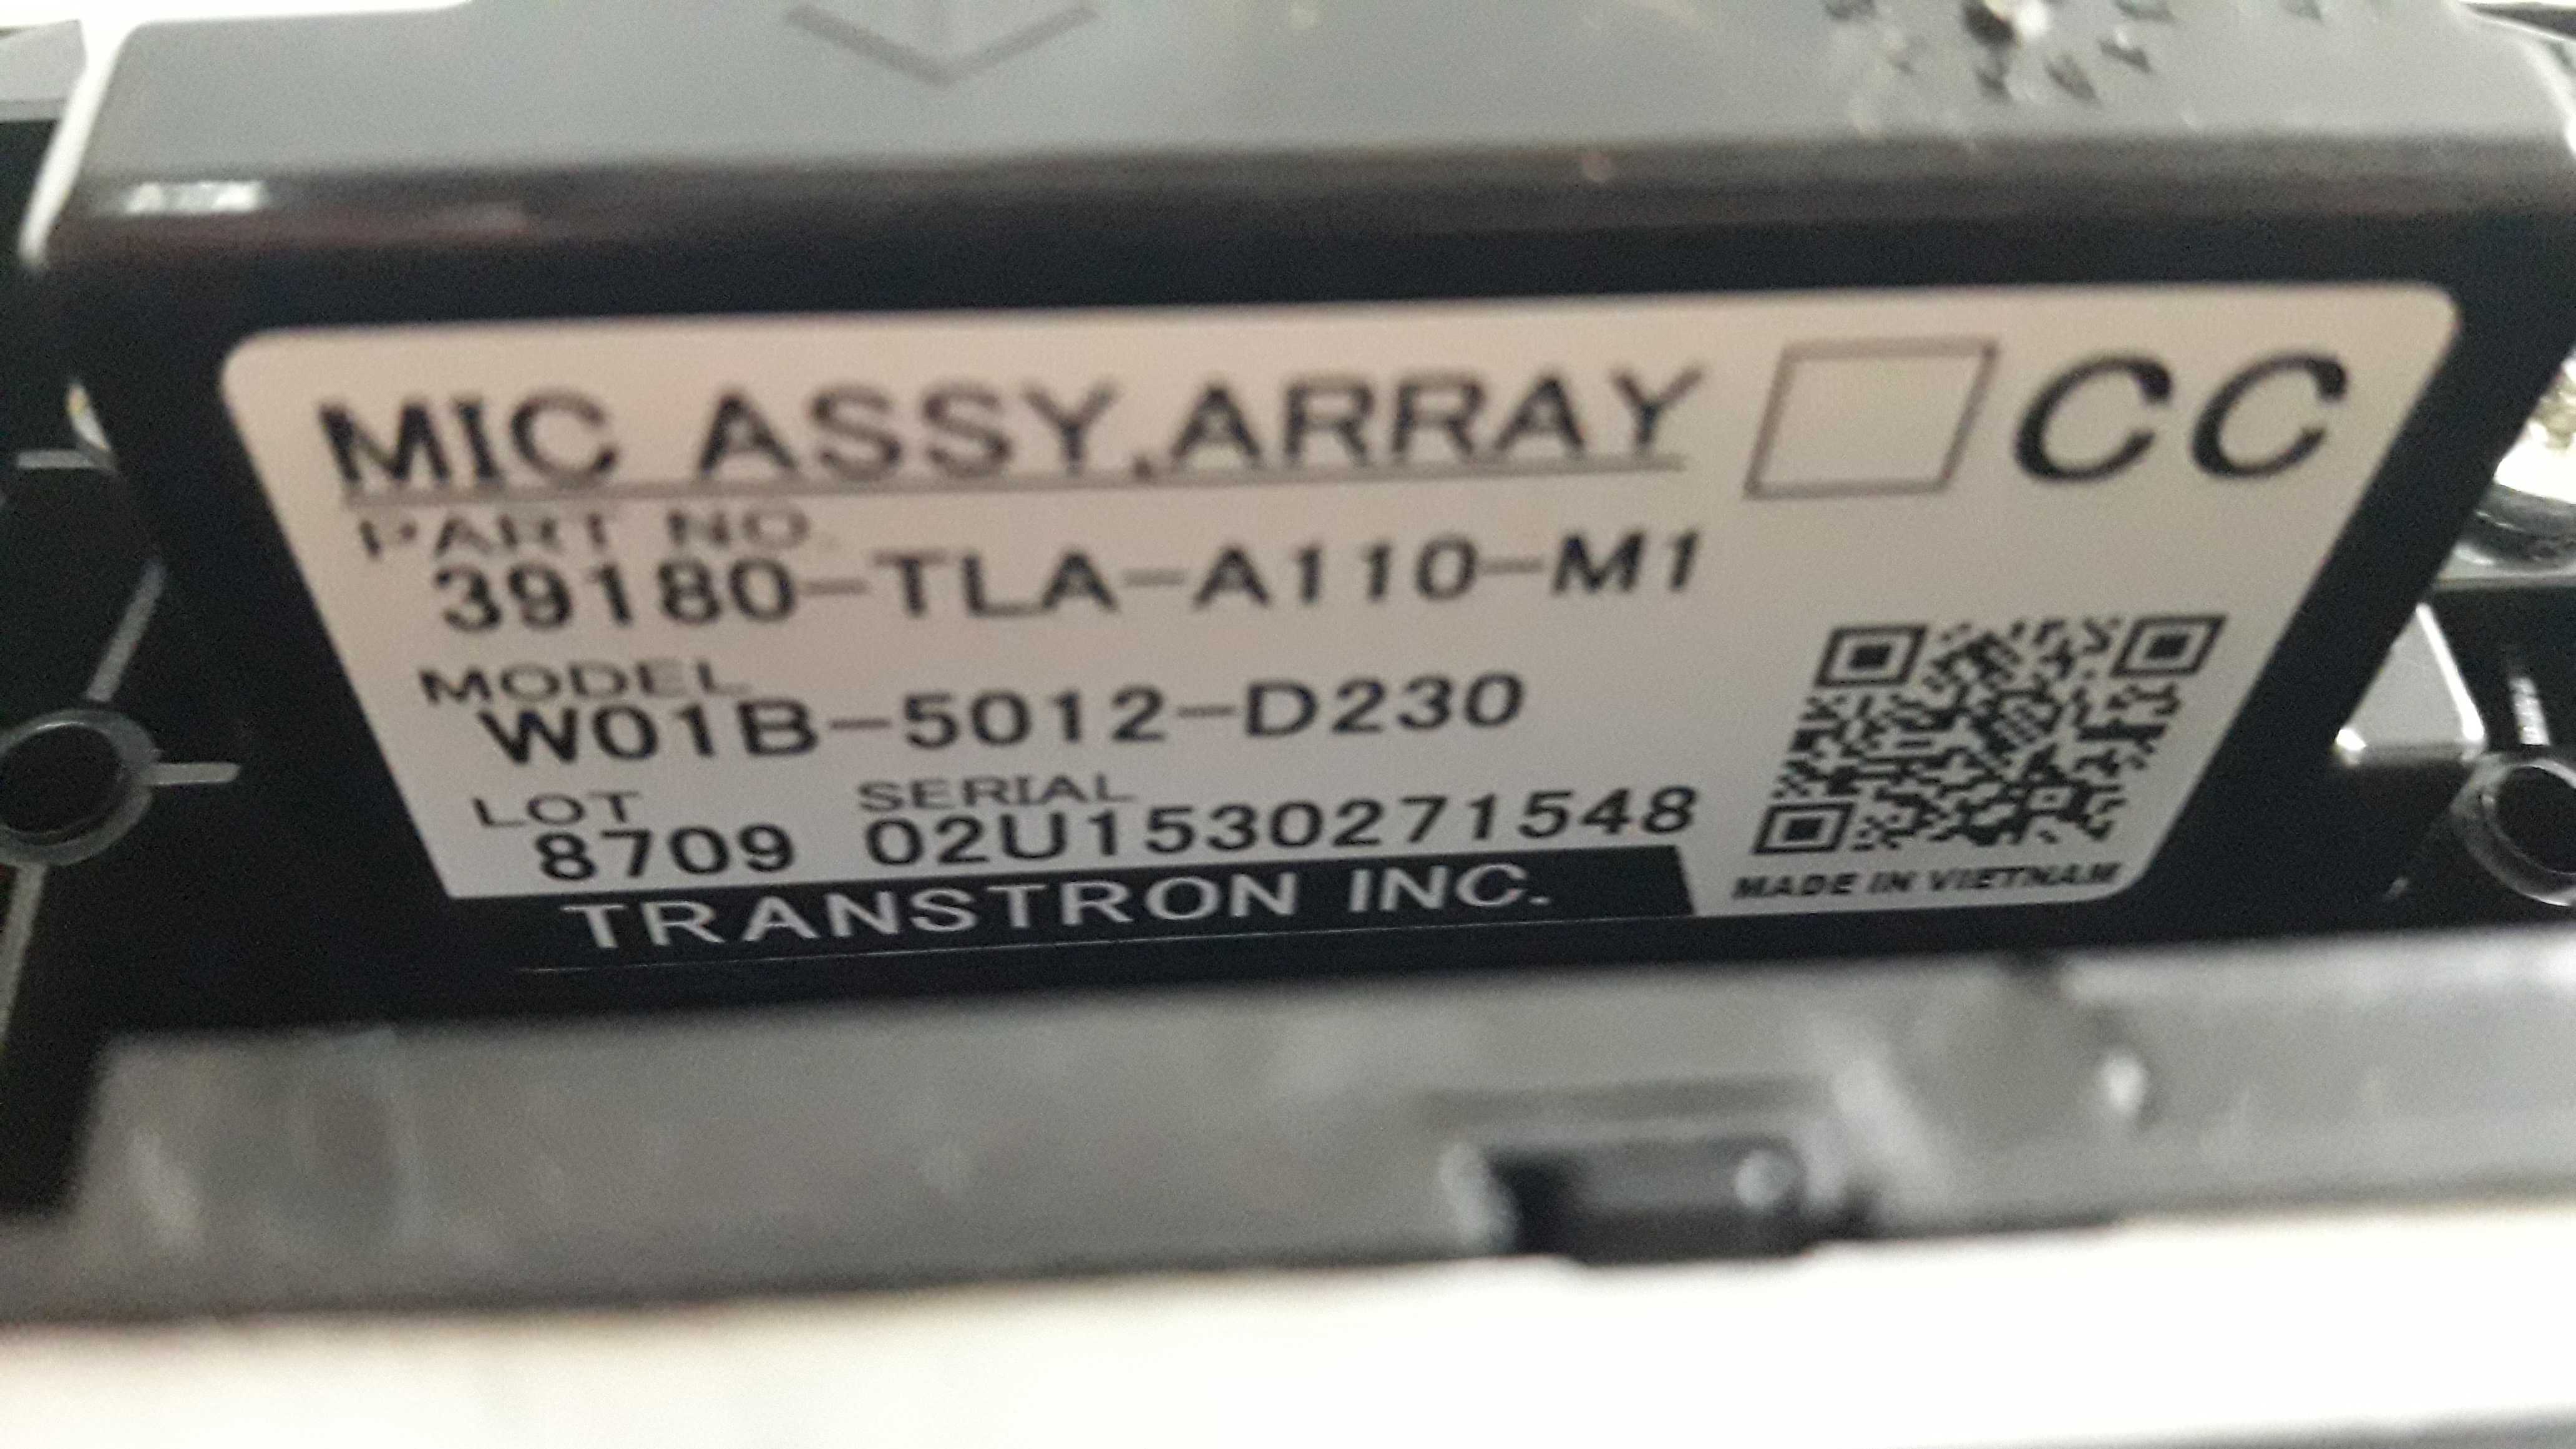 MIC ASSY,ARRAY CC
PART NO.
39180-TLA-A110-M1
MODEL
W01B-5012-D230
LOT SERIAL
8709 02U1530271548
TRANSTRON INC.
MADE IN VIETNAM